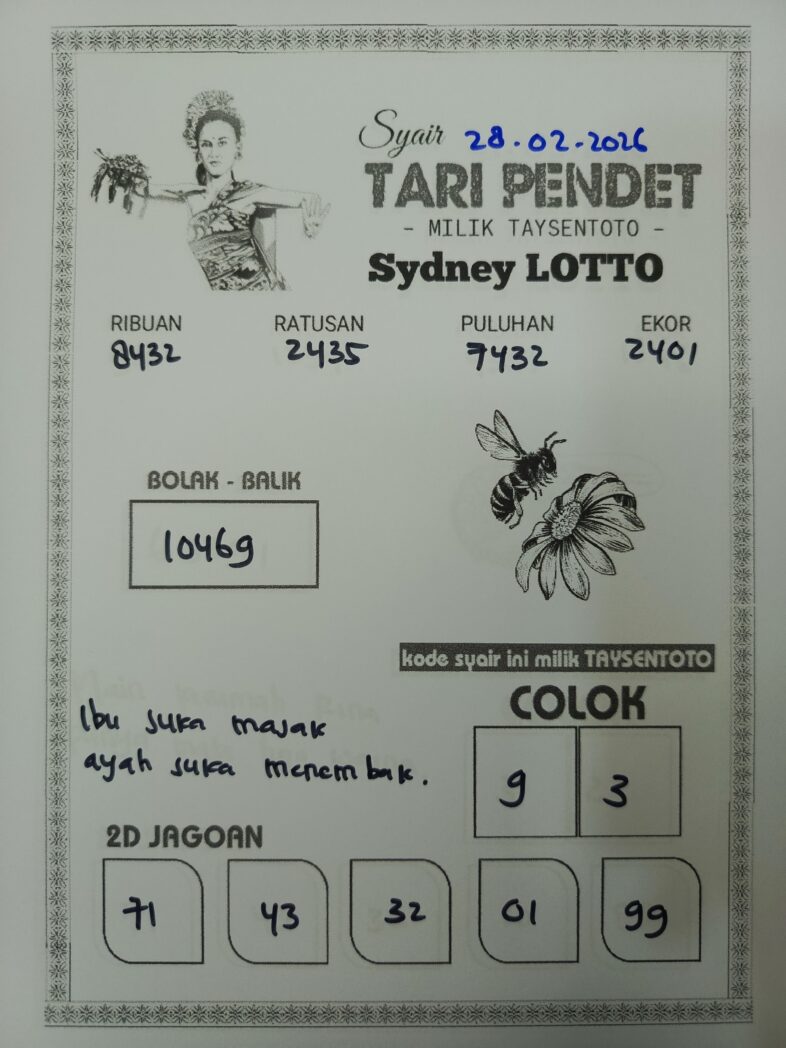 Syair 28.02.2026
TARI PENDET
- MILIK TAYSENTOTO -
Sydney LOTTO
RIBUAN RATUSAN PULUHAN EKOR
8432 2435 7432 2401
BOLAK - BALIK
10469
kode syair ini milik TAYSENTOTO
COLOK
9 3
Ibu suka masak
ayah suka menembak.
2D JAGOAN
71 43 32 01 99